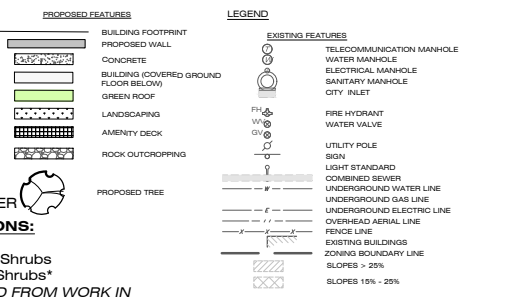 PROPOSED FEATURES
BUILDING FOOTPRINT
PROPOSED WALL
CONCRETE
BUILDING (COVERED GROUND
FLOOR BELOW)
GREEN ROOF
LANDSCAPING
AMENITY DECK
ROCK OUTCROPPING
PROPOSED TREE
ER
ONS:
Shrubs
Shrubs*
D FROM WORK IN
LEGEND
EXISTING FEATURES
T TELECOMMUNICATION MANHOLE
W WATER MANHOLE
ELECTRICAL MANHOLE
SANITARY MANHOLE
CITY INLET
FH FIRE HYDRANT
WV WATER VALVE
GV
UTILITY POLE
SIGN
LIGHT STANDARD
COMBINED SEWER
W UNDERGROUND WATER LINE
UNDERGROUND GAS LINE
E UNDERGROUND ELECTRIC LINE
OVERHEAD AERIAL LINE
X X X FENCE LINE
EXISTING BUILDINGS
ZONING BOUNDARY LINE
SLOPES > 25%
SLOPES 15% - 25%